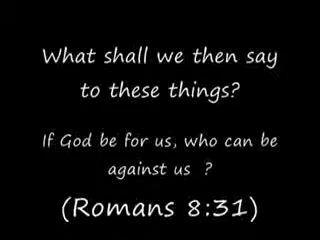 What shall we then say
to these things?
If God be for us, who can be
against us  ?
(Romans 8:31)